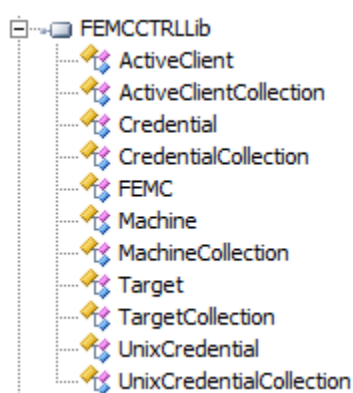 FEMCCTRLLib
ActiveClient
ActiveClientCollection
Credential
CredentialCollection
FEMC
Machine
MachineCollection
Target
TargetCollection
UnixCredential
UnixCredentialCollection